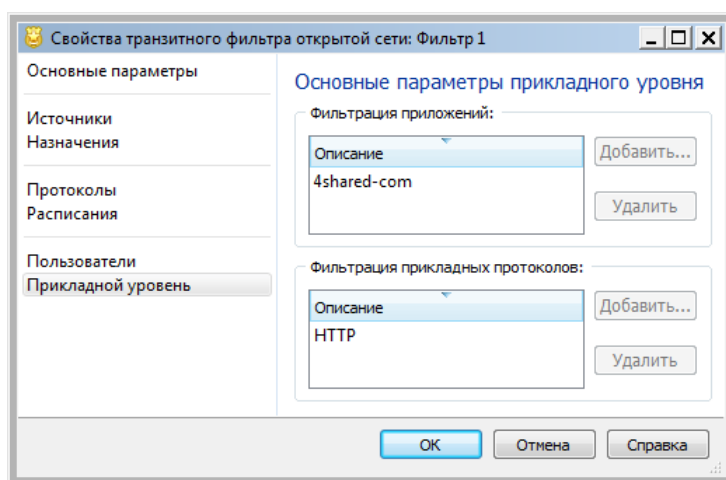 Свойства транзитного фильтра открытой сети: Фильтр 1
Основные параметры
Источники
Назначения
Протоколы
Расписания
Пользователи
Прикладной уровень
Основные параметры прикладного уровня
Фильтрация приложений:
Описание
4shared-com
Добавить...
Удалить
Фильтрация прикладных протоколов:
Описание
HTTP
Добавить...
Удалить
ОК
Отмена
Справка